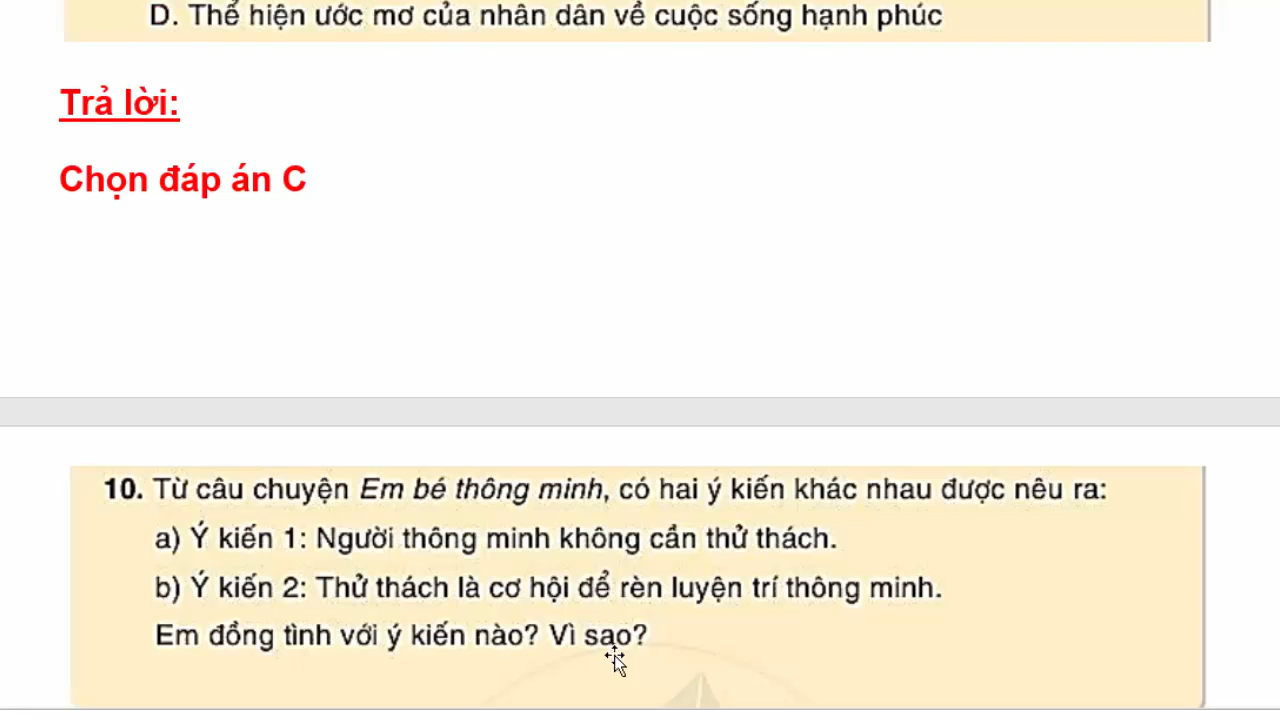 D. Thể hiện ước mơ của nhân dân về cuộc sống hạnh phúc
Trả lời:
Chọn đáp án C
10. Từ câu chuyện Em bé thông minh, có hai ý kiến khác nhau được nêu ra:
a) Ý kiến 1: Người thông minh không cần thử thách.
b) Ý kiến 2: Thử thách là cơ hội để rèn luyện trí thông minh.
Em đồng tình với ý kiến nào? Vì sao?